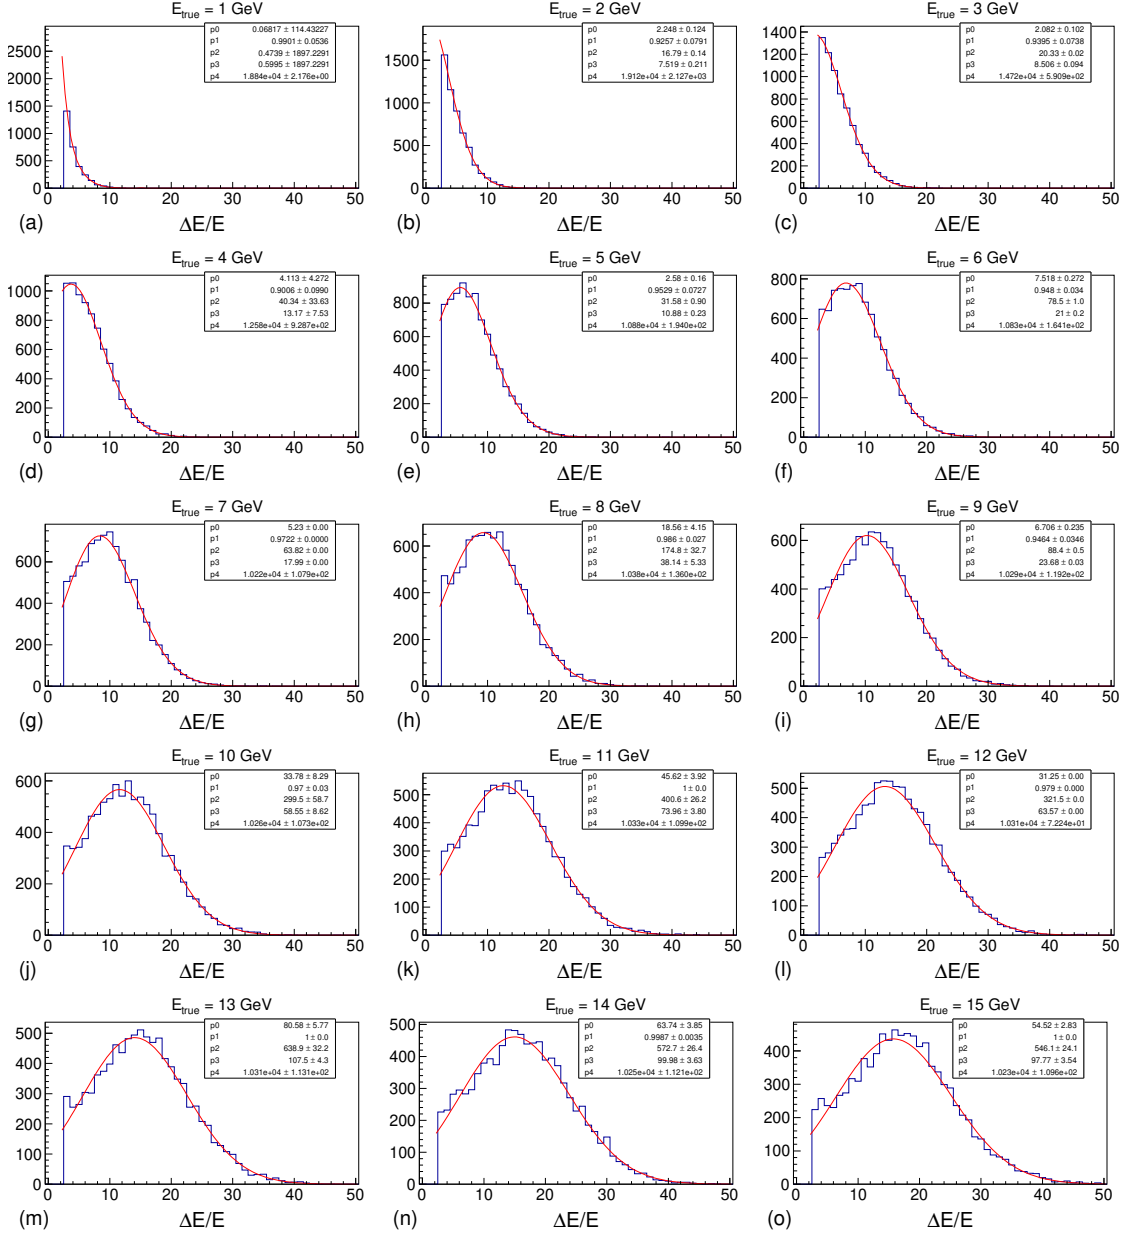 E_true = 1 GeV
p0 0.06817 ± 114.43227
p1 0.9901 ± 0.0536
p2 0.4739 ± 1897.2291
p3 0.5995 ± 1897.2291
p4 1.884e+04 ± 2.176e+00
2500
2000
1500
1000
500
0
0 10 20 30 40 50
(a) ΔE/E
E_true = 2 GeV
p0 2.248 ± 0.124
p1 0.9257 ± 0.0791
p2 16.79 ± 0.14
p3 7.519 ± 0.211
p4 1.912e+04 ± 2.127e+03
1500
1000
500
0
0 10 20 30 40 50
(b) ΔE/E
E_true = 3 GeV
p0 2.082 ± 0.102
p1 0.9395 ± 0.0738
p2 20.33 ± 0.02
p3 8.506 ± 0.094
p4 1.472e+04 ± 5.909e+02
1400
1200
1000
800
600
400
200
0
0 10 20 30 40 50
(c) ΔE/E
E_true = 4 GeV
p0 4.113 ± 4.272
p1 0.9006 ± 0.0990
p2 40.34 ± 33.63
p3 13.17 ± 7.53
p4 1.258e+04 ± 9.287e+02
1000
800
600
400
200
0
0 10 20 30 40 50
(d) ΔE/E
E_true = 5 GeV
p0 2.58 ± 0.16
p1 0.9529 ± 0.0727
p2 31.58 ± 0.90
p3 10.88 ± 0.23
p4 1.088e+04 ± 1.940e+02
800
600
400
200
0
0 10 20 30 40 50
(e) ΔE/E
E_true = 6 GeV
p0 7.518 ± 0.272
p1 0.948 ± 0.034
p2 78.5 ± 1.0
p3 21 ± 0.2
p4 1.083e+04 ± 1.641e+02
800
600
400
200
0
0 10 20 30 40 50
(f) ΔE/E
E_true = 7 GeV
p0 5.23 ± 0.00
p1 0.9722 ± 0.0000
p2 63.82 ± 0.00
p3 17.99 ± 0.00
p4 1.022e+04 ± 1.079e+02
600
400
200
0
0 10 20 30 40 50
(g) ΔE/E
E_true = 8 GeV
p0 18.56 ± 4.15
p1 0.986 ± 0.027
p2 174.8 ± 32.7
p3 38.14 ± 5.33
p4 1.038e+04 ± 1.360e+02
600
400
200
0
0 10 20 30 40 50
(h) ΔE/E
E_true = 9 GeV
p0 6.706 ± 0.235
p1 0.9464 ± 0.0346
p2 88.4 ± 0.5
p3 23.68 ± 0.03
p4 1.029e+04 ± 1.192e+02
600
400
200
0
0 10 20 30 40 50
(i) ΔE/E
E_true = 10 GeV
p0 33.78 ± 8.29
p1 0.97 ± 0.03
p2 299.5 ± 58.7
p3 58.55 ± 8.62
p4 1.026e+04 ± 1.073e+02
600
500
400
300
200
100
0
0 10 20 30 40 50
(j) ΔE/E
E_true = 11 GeV
p0 45.62 ± 3.92
p1 1 ± 0.0
p2 400.6 ± 26.2
p3 73.96 ± 3.80
p4 1.033e+04 ± 1.099e+02
500
400
300
200
100
0
0 10 20 30 40 50
(k) ΔE/E
E_true = 12 GeV
p0 31.25 ± 0.00
p1 0.979 ± 0.000
p2 321.5 ± 0.0
p3 63.57 ± 0.00
p4 1.031e+04 ± 7.224e+01
500
400
300
200
100
0
0 10 20 30 40 50
(l) ΔE/E
E_true = 13 GeV
p0 80.58 ± 5.77
p1 1 ± 0.0
p2 638.9 ± 32.2
p3 107.5 ± 4.3
p4 1.031e+04 ± 1.131e+02
500
400
300
200
100
0
0 10 20 30 40 50
(m) ΔE/E
E_true = 14 GeV
p0 63.74 ± 3.85
p1 0.9987 ± 0.0035
p2 572.7 ± 26.4
p3 99.98 ± 3.63
p4 1.025e+04 ± 1.121e+02
500
400
300
200
100
0
0 10 20 30 40 50
(n) ΔE/E
E_true = 15 GeV
p0 54.52 ± 2.83
p1 1 ± 0.0
p2 546.1 ± 24.1
p3 97.77 ± 3.54
p4 1.023e+04 ± 1.096e+02
400
300
200
100
0
0 10 20 30 40 50
(o) ΔE/E